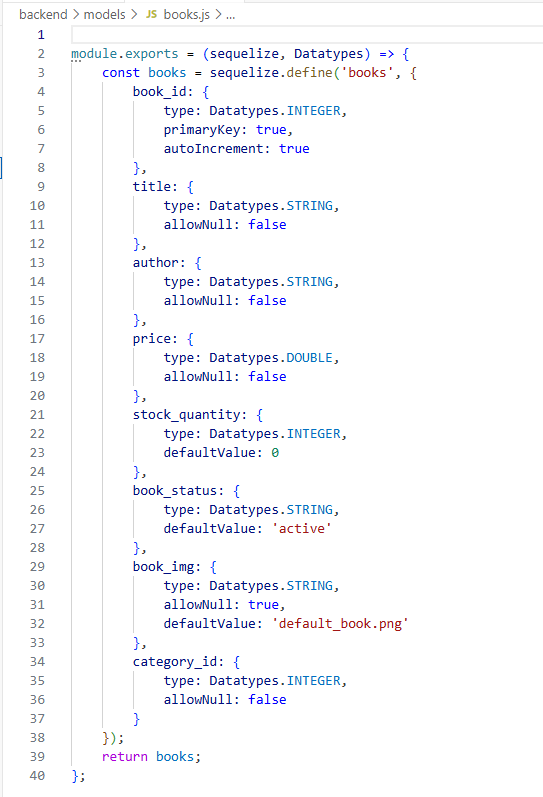 backend > models > JS books.js > ...
1
2 module.exports = (sequelize, Datatypes) => {
3     const books = sequelize.define('books', {
4         book_id: {
5             type: Datatypes.INTEGER,
6             primaryKey: true,
7             autoIncrement: true
8         },
9         title: {
10             type: Datatypes.STRING,
11             allowNull: false
12         },
13         author: {
14             type: Datatypes.STRING,
15             allowNull: false
16         },
17         price: {
18             type: Datatypes.DOUBLE,
19             allowNull: false
20         },
21         stock_quantity: {
22             type: Datatypes.INTEGER,
23             defaultValue: 0
24         },
25         book_status: {
26             type: Datatypes.STRING,
27             defaultValue: 'active'
28         },
29         book_img: {
30             type: Datatypes.STRING,
31             allowNull: true,
32             defaultValue: 'default_book.png'
33         },
34         category_id: {
35             type: Datatypes.INTEGER,
36             allowNull: false
37         }
38     });
39     return books;
40 };